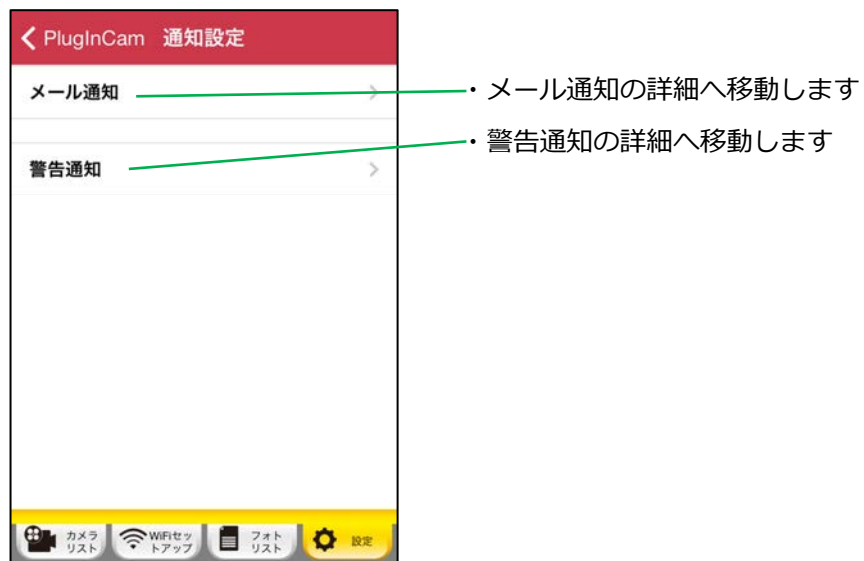 PlugInCam 通知設定
メール通知
・メール通知の詳細へ移動します
・警告通知の詳細へ移動します
警告通知
カメラ
リスト
WiFiセッ
トアップ
フォト
リスト
設定